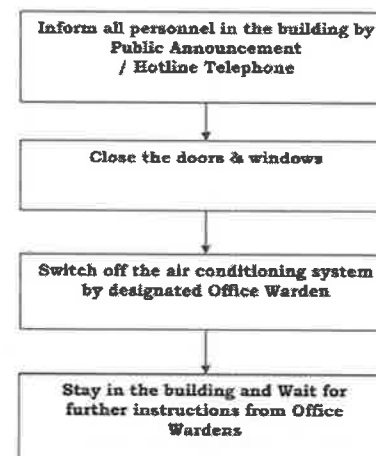 Inform all personnel in the building by
Public Announcement
/ Hotline Telephone
Close the doors & windows
Switch off the air conditioning system
by designated Office Warden
Stay in the building and Wait for
further instructions from Office
Wardens